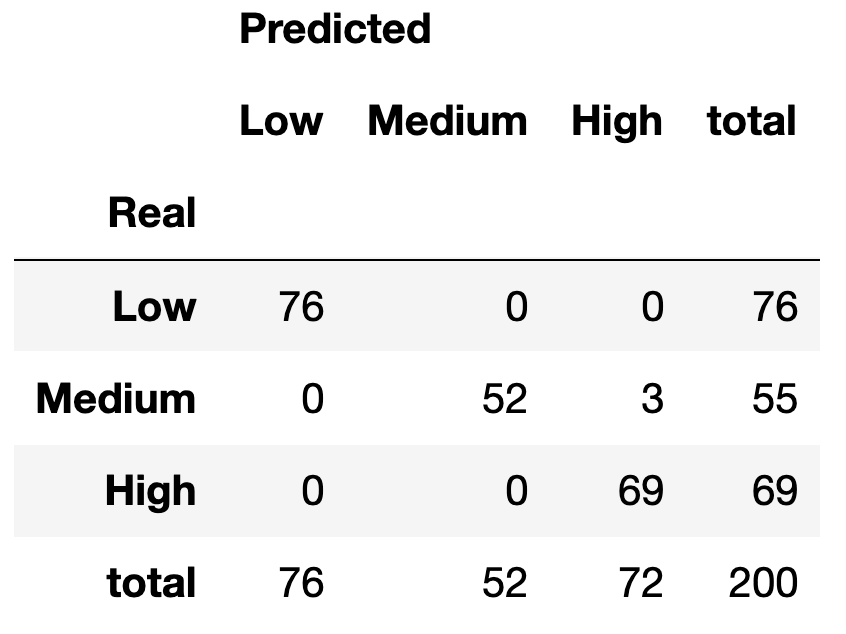 Predicted
Low Medium High total
Real
Low 76 0 0 76
Medium 0 52 3 55
High 0 0 69 69
total 76 52 72 200